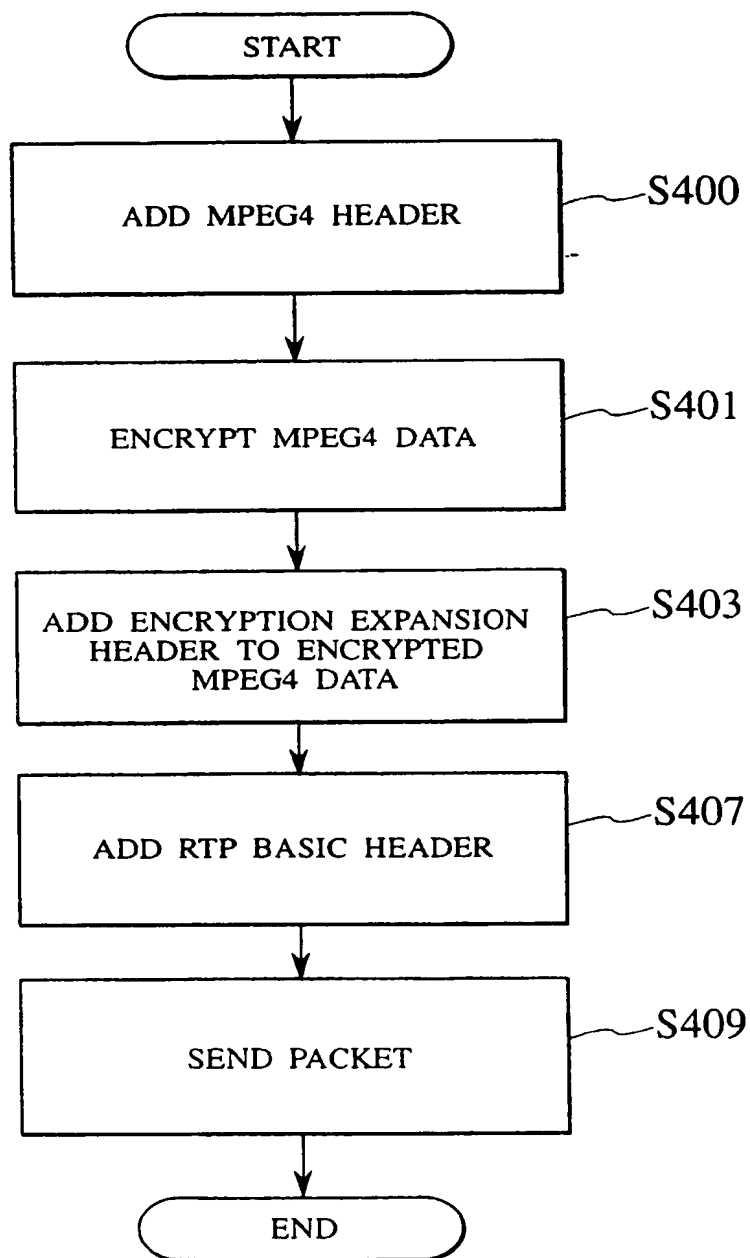 START
ADD MPEG4 HEADER
S400
ENCRYPT MPEG4 DATA
S401
ADD ENCRYPTION EXPANSION
HEADER TO ENCRYPTED
MPEG4 DATA
S403
ADD RTP BASIC HEADER
S407
SEND PACKET
S409
END